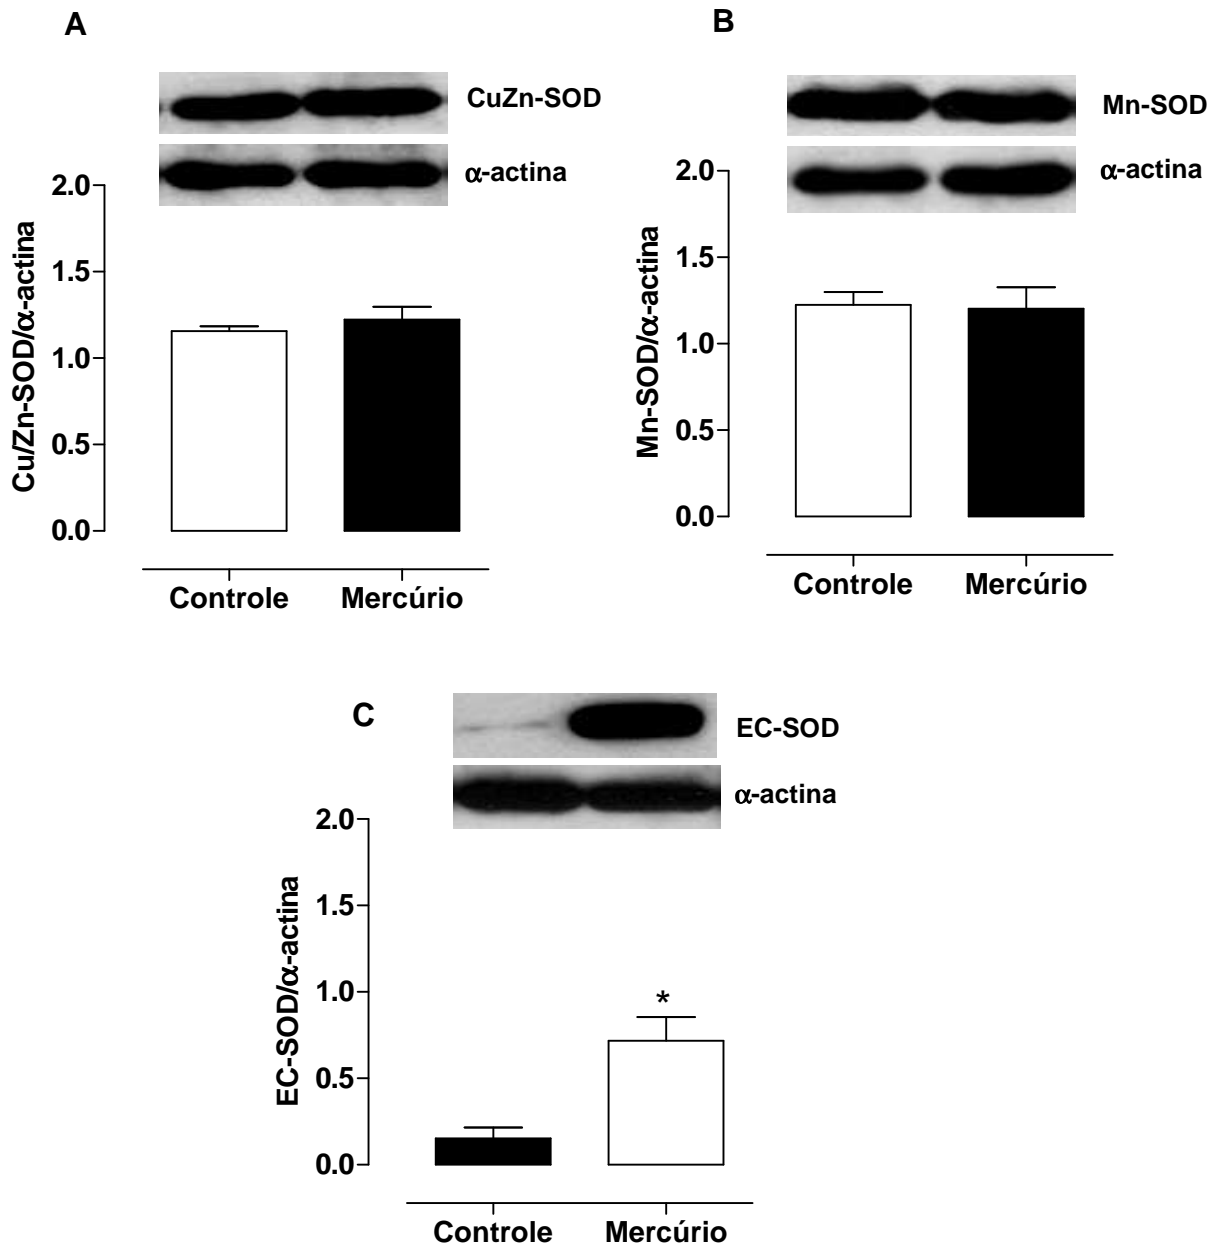 A
CuZn-SOD
α-actina
Cu/Zn-SOD/α-actina
2.0
1.5
1.0
0.5
0.0
Controle Mercúrio
B
Mn-SOD
α-actina
Mn-SOD/α-actina
2.0
1.5
1.0
0.5
0.0
Controle Mercúrio
C
EC-SOD
α-actina
EC-SOD/α-actina
2.0
1.5
1.0
0.5
0.0
*
Controle Mercúrio